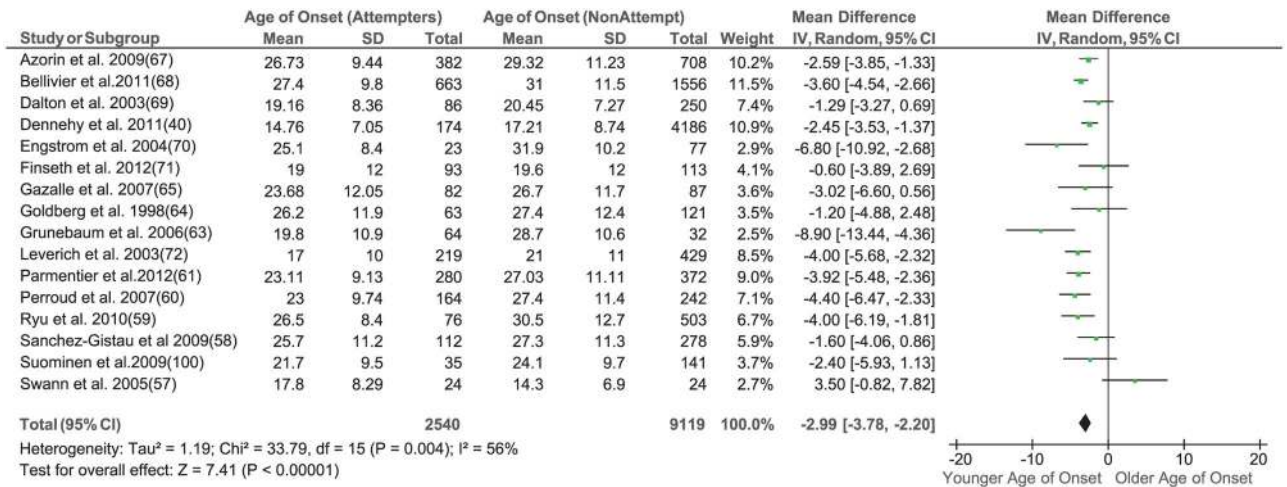 Age of Onset (Attempters) Age of Onset (NonAttempt) Mean Difference Mean Difference
Study or Subgroup Mean SD Total Mean SD Total Weight IV, Random, 95% CI IV, Random, 95% CI
Azorin et al. 2009(67) 26.73 9.44 382 29.32 11.23 708 10.2% -2.59 [-3.85, -1.33]
Bellivier et al.2011(68) 27.4 9.8 663 31 11.5 1556 11.5% -3.60 [-4.54, -2.66]
Dalton et al. 2003(69) 19.16 8.36 86 20.45 7.27 250 7.4% -1.29 [-3.27, 0.69]
Dennehy et al. 2011(40) 14.76 7.05 174 17.21 8.74 4186 10.9% -2.45 [-3.53, -1.37]
Engstrom et al. 2004(70) 25.1 8.4 23 31.9 10.2 77 2.9% -6.80 [-10.92, -2.68]
Finseth et al. 2012(71) 19 12 93 19.6 12 113 4.1% -0.60 [-3.89, 2.69]
Gazalle et al. 2007(65) 23.68 12.05 82 26.7 11.7 87 3.6% -3.02 [-6.60, 0.56]
Goldberg et al. 1998(64) 26.2 11.9 63 27.4 12.4 121 3.5% -1.20 [-4.88, 2.48]
Grunebaum et al. 2006(63) 19.8 10.9 64 28.7 10.6 32 2.5% -8.90 [-13.44, -4.36]
Leverich et al. 2003(72) 17 10 219 21 11 429 8.5% -4.00 [-5.68, -2.32]
Parmentier et al.2012(61) 23.11 9.13 280 27.03 11.11 372 9.0% -3.92 [-5.48, -2.36]
Perroud et al. 2007(60) 23 9.74 164 27.4 11.4 242 7.1% -4.40 [-6.47, -2.33]
Ryu et al. 2010(59) 26.5 8.4 76 30.5 12.7 503 6.7% -4.00 [-6.19, -1.81]
Sanchez-Gistau et al 2009(58) 25.7 11.2 112 27.3 11.3 278 5.9% -1.60 [-4.06, 0.86]
Suominen et al.2009(100) 21.7 9.5 35 24.1 9.7 141 3.7% -2.40 [-5.93, 1.13]
Swann et al. 2005(57) 17.8 8.29 24 14.3 6.9 24 2.7% 3.50 [-0.82, 7.82]
Total (95% CI) 2540 9119 100.0% -2.99 [-3.78, -2.20]
Heterogeneity: Tau² = 1.19; Chi² = 33.79, df = 15 (P = 0.004); I² = 56%
Test for overall effect: Z = 7.41 (P < 0.00001)
-20 -10 0 10 20
Younger Age of Onset Older Age of Onset